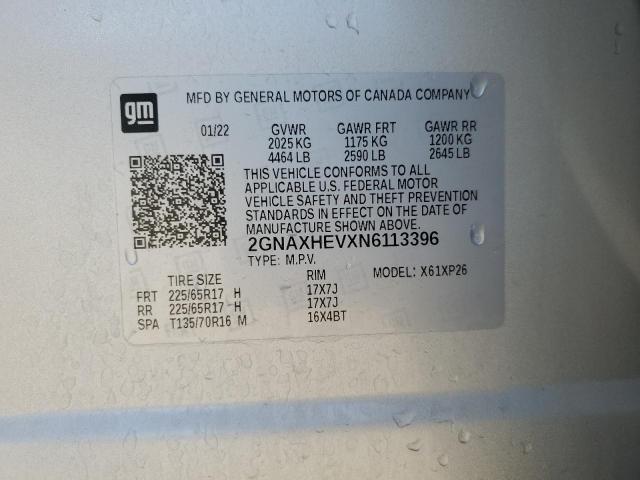 gm
MFD BY GENERAL MOTORS OF CANADA COMPANY
01/22 GVWR GAWR FRT GAWR RR
2025 KG 1175 KG 1200 KG
4464 LB 2590 LB 2645 LB
THIS VEHICLE CONFORMS TO ALL
APPLICABLE U.S. FEDERAL MOTOR
VEHICLE SAFETY AND THEFT PREVENTION
STANDARDS IN EFFECT ON THE DATE OF
MANUFACTURE SHOWN ABOVE.
2GNAXHEVXN6113396
TYPE: M.P.V. MODEL: X61XP26
TIRE SIZE RIM
FRT 225/65R17 H 17X7J
RR 225/65R17 H 17X7J
SPA T135/70R16 M 16X4BT